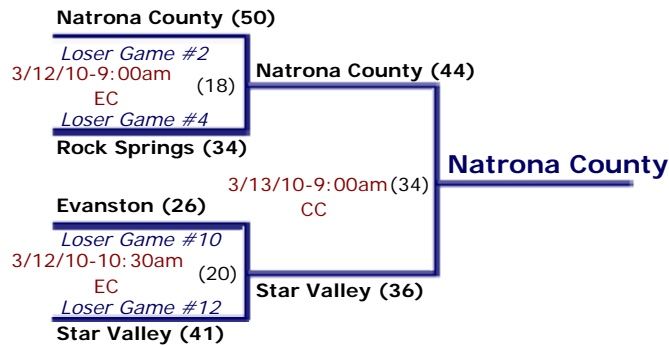 Natrona County (50)
Loser Game #2
3/12/10-9:00am
(18)
EC
Loser Game #4
Rock Springs (34)
Natrona County (44)
3/13/10-9:00am (34)
CC
Natrona County
Evanston (26)
Loser Game #10
3/12/10-10:30am
(20)
EC
Loser Game #12
Star Valley (41)
Star Valley (36)